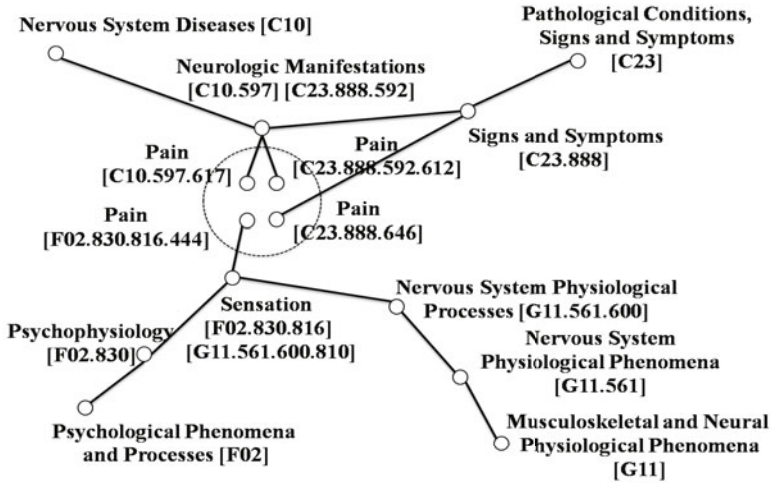 Nervous System Diseases [C10]
Pathological Conditions,
Signs and Symptoms
[C23]
Neurologic Manifestations
[C10.597] [C23.888.592]
Signs and Symptoms
[C23.888]
Pain
[C10.597.617]
Pain
[C23.888.592.612]
Pain
[F02.830.816.444]
Pain
[C23.888.646]
Sensation
[F02.830.816]
[G11.561.600.810]
Nervous System Physiological
Processes [G11.561.600]
Psychophysiology
[F02.830]
Nervous System
Physiological Phenomena
[G11.561]
Psychological Phenomena
and Processes [F02]
Musculoskeletal and Neural
Physiological Phenomena
[G11]